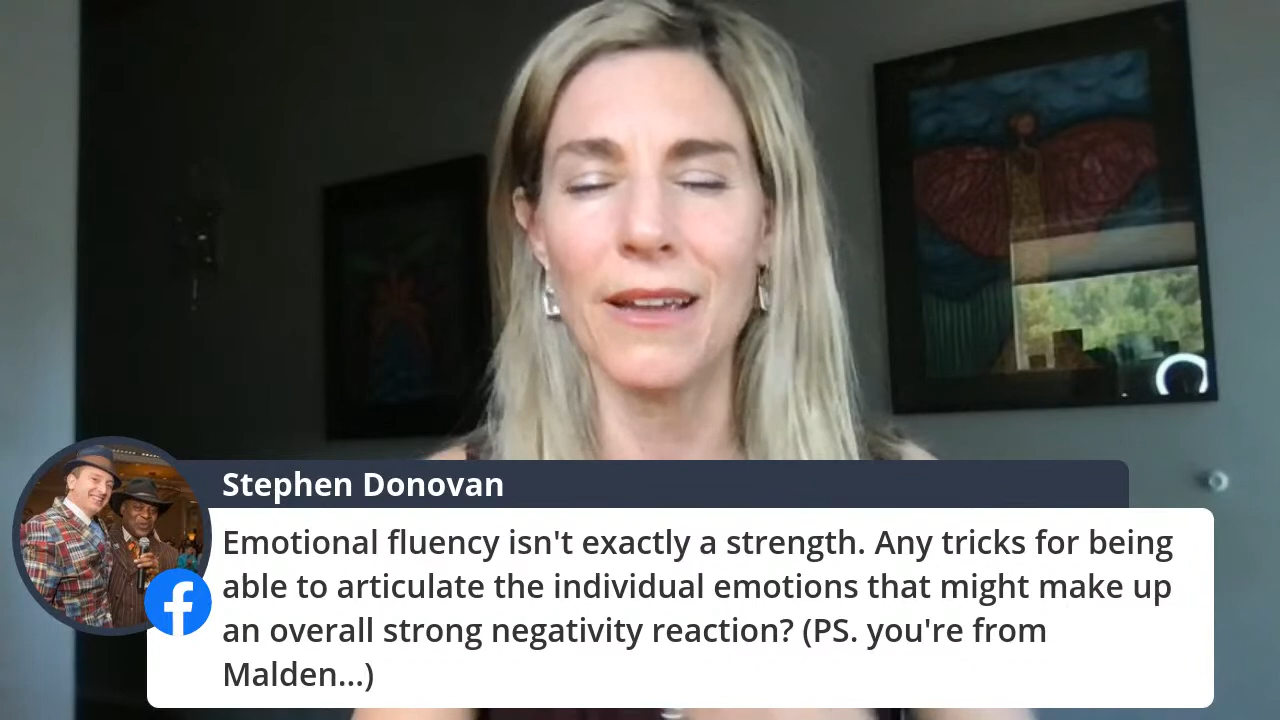 Stephen Donovan
Emotional fluency isn't exactly a strength. Any tricks for being
able to articulate the individual emotions that might make up
an overall strong negativity reaction? (PS. you're from
Malden...)